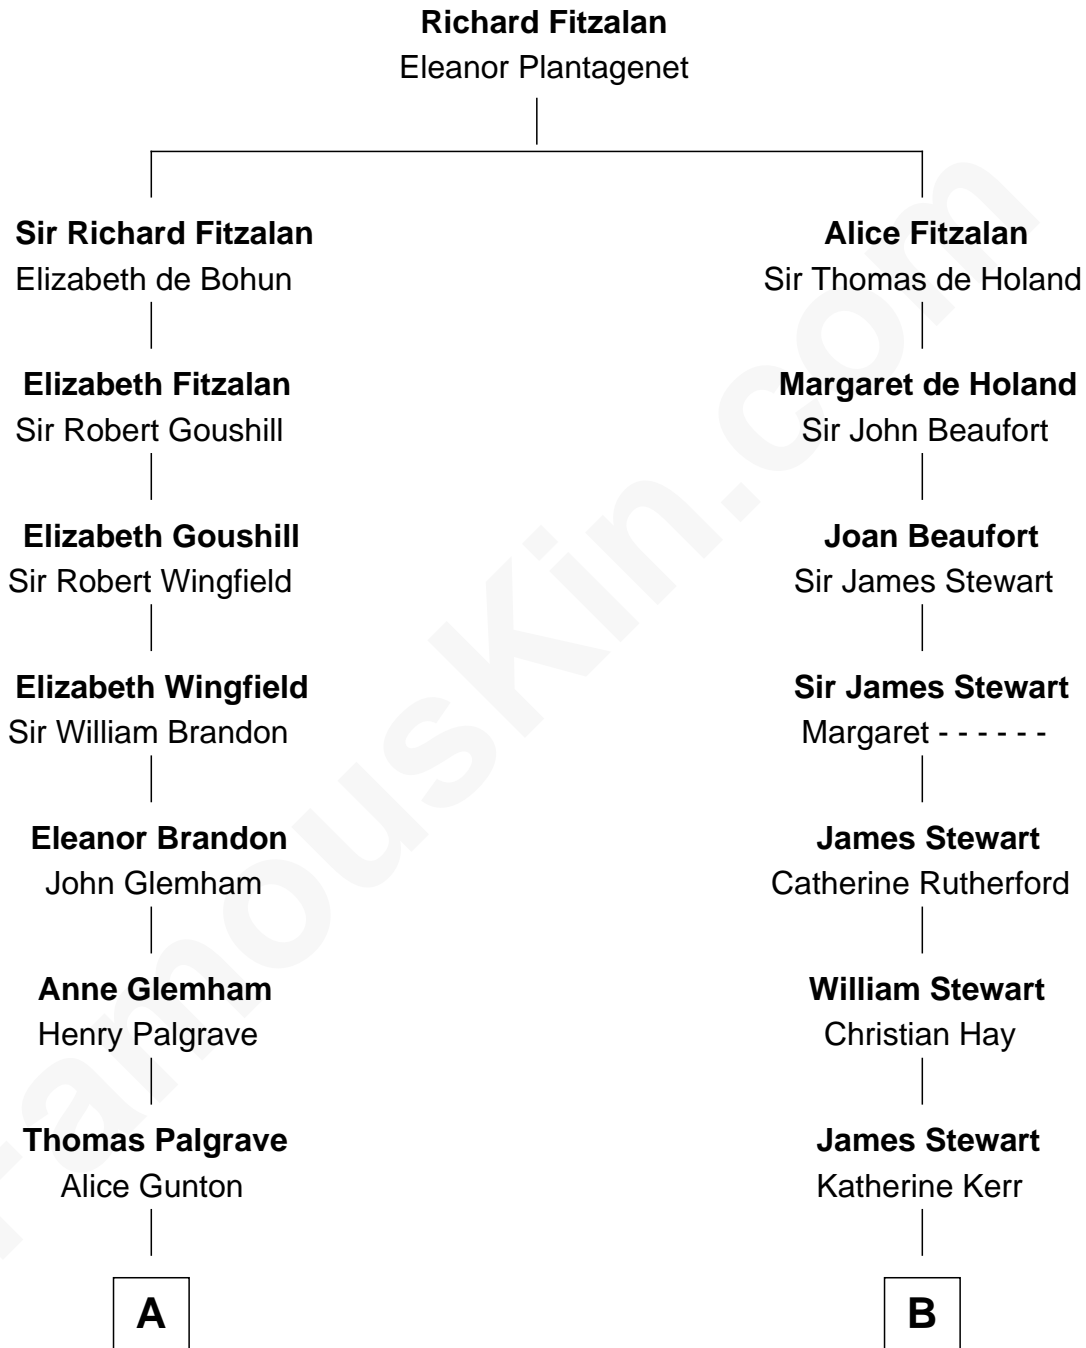 Richard Fitzalan
Eleanor Plantagenet
Sir Richard Fitzalan
Elizabeth de Bohun
Alice Fitzalan
Sir Thomas de Holand
Elizabeth Fitzalan
Sir Robert Goushill
Margaret de Holand
Sir John Beaufort
Elizabeth Goushill
Sir Robert Wingfield
Joan Beaufort
Sir James Stewart
Elizabeth Wingfield
Sir William Brandon
Sir James Stewart
Margaret - - - - - -
Eleanor Brandon
John Glemham
James Stewart
Catherine Rutherford
Anne Glemham
Henry Palgrave
William Stewart
Christian Hay
Thomas Palgrave
Alice Gunton
James Stewart
Katherine Kerr
A
B
FamousKin.com